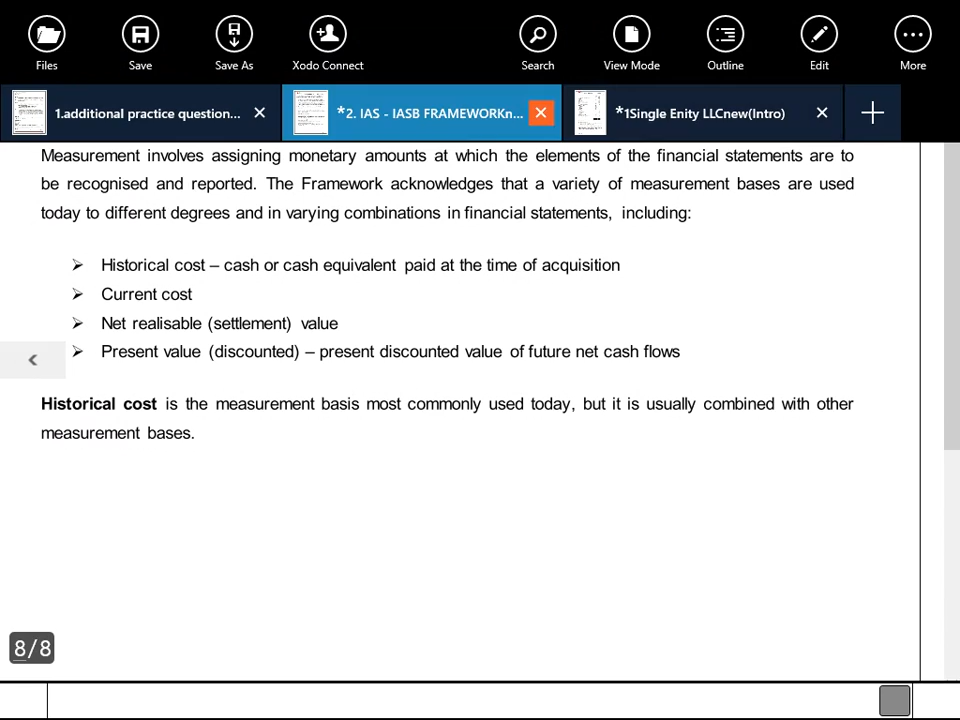 Files Save Save As Xodo Connect Search View Mode Outline Edit More
1.additional practice question... *2. IAS - IASB FRAMEWORKn... *1Single Enity LLCnew(Intro)
Measurement involves assigning monetary amounts at which the elements of the financial statements are to
be recognised and reported. The Framework acknowledges that a variety of measurement bases are used
today to different degrees and in varying combinations in financial statements, including:
➢ Historical cost – cash or cash equivalent paid at the time of acquisition
➢ Current cost
➢ Net realisable (settlement) value
➢ Present value (discounted) – present discounted value of future net cash flows
Historical cost is the measurement basis most commonly used today, but it is usually combined with other
measurement bases.
8/8